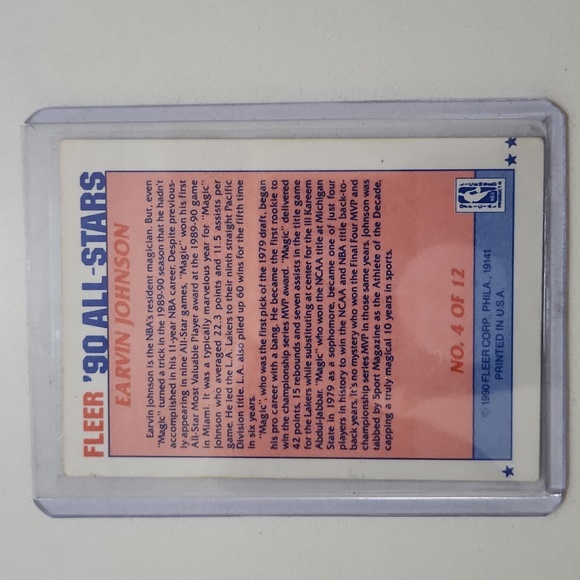 FLEER '90 ALL-STARS
EARVIN JOHNSON
Earvin Johnson is the NBA's resident magician. But, even
"Magic" turned a trick in the 1989-90 season that he hadn't
accomplished in his 11-year NBA career. Despite previous-
ly appearing in nine All-Star games, "Magic" won his first
All-Star Most Valuable Player award at the 1989-90 game
in Miami. It was a typically marvelous year for "Magic"
Johnson who averaged 22.3 points and 11.5 assists per
game. He led the L.A. Lakers to their ninth straight Pacific
Division title. L.A. also piled up 60 wins for the fifth time
in six years.
"Magic", who was the first pick of the 1979 draft, began
his pro career with a bang. He became the first rookie to
win the championship series MVP award. "Magic" delivered
42 points, 15 rebounds and seven assists in the title game
for the Lakers while substituting at center for the ill Kareem
Abdul-Jabbar. "Magic" who won the NCAA title at Michigan
State in 1979 as a sophomore, became one of just four
players in history to win the NCAA and NBA title back-to-
back years. It's no mystery who won the Final Four MVP and
championship series MVP in those same years. Johnson was
tabbed by Sport Magazine as the Athlete of the Decade,
capping a truly magical 10 years in sports.
NO. 4 OF 12
© 1990 FLEER CORP., PHILA., 19141
PRINTED IN U.S.A.